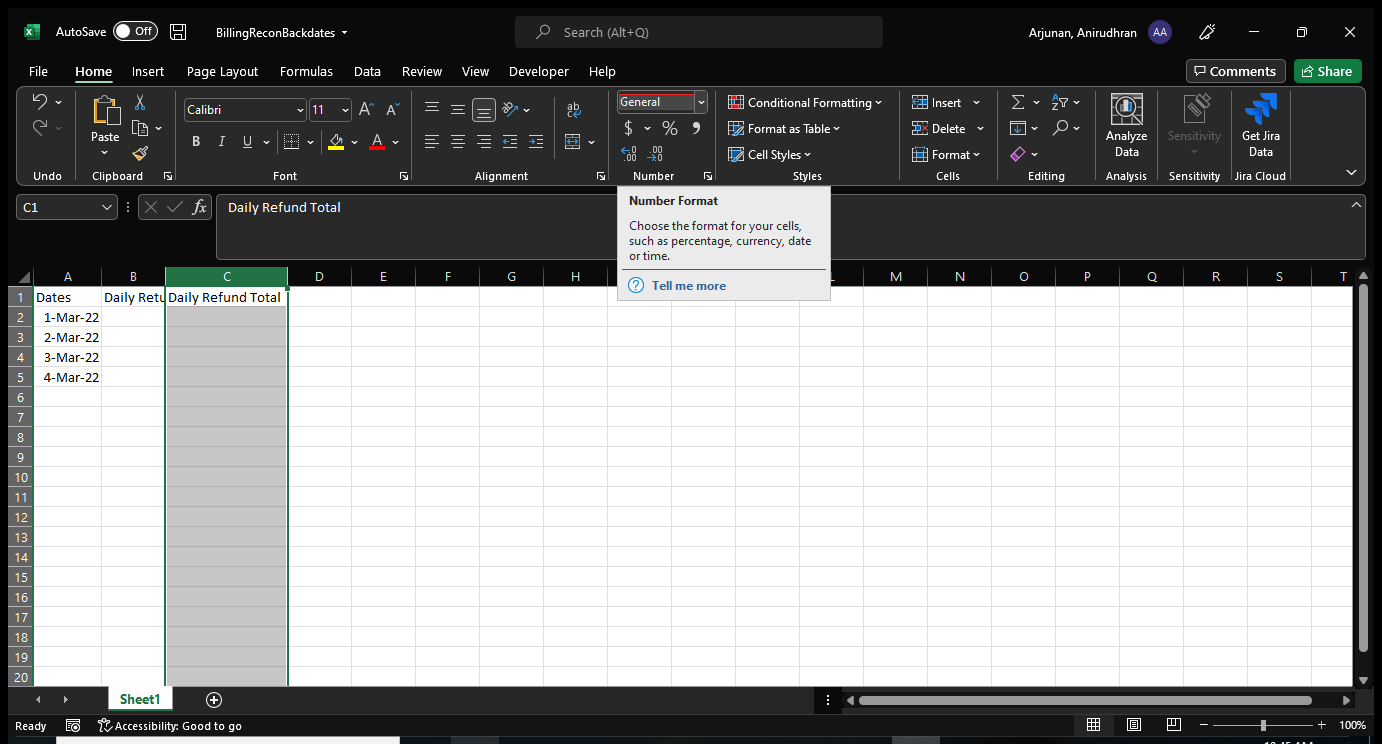 AutoSave Off BillingReconBackdates Search (Alt+Q) Arjunan, Anirudhran AA
File Home Insert Page Layout Formulas Data Review View Developer Help Comments Share
Calibri 11 General Conditional Formatting Insert
Paste B I U A $ % Format as Table Delete Analyze Data Sensitivity Get Jira Data
Cell Styles Format
Undo Clipboard Font Alignment Number Styles Cells Editing Analysis Sensitivity Jira Cloud
C1 fx Daily Refund Total
Number Format
Choose the format for your cells,
such as percentage, currency, date
or time.
Tell me more
A B C D E F G H L M N O P Q R S T
1 Dates Daily Retu Daily Refund Total
2 1-Mar-22
3 2-Mar-22
4 3-Mar-22
5 4-Mar-22
6
7
8
9
10
11
12
13
14
15
16
17
18
19
20
Sheet1
Ready Accessibility: Good to go 100%